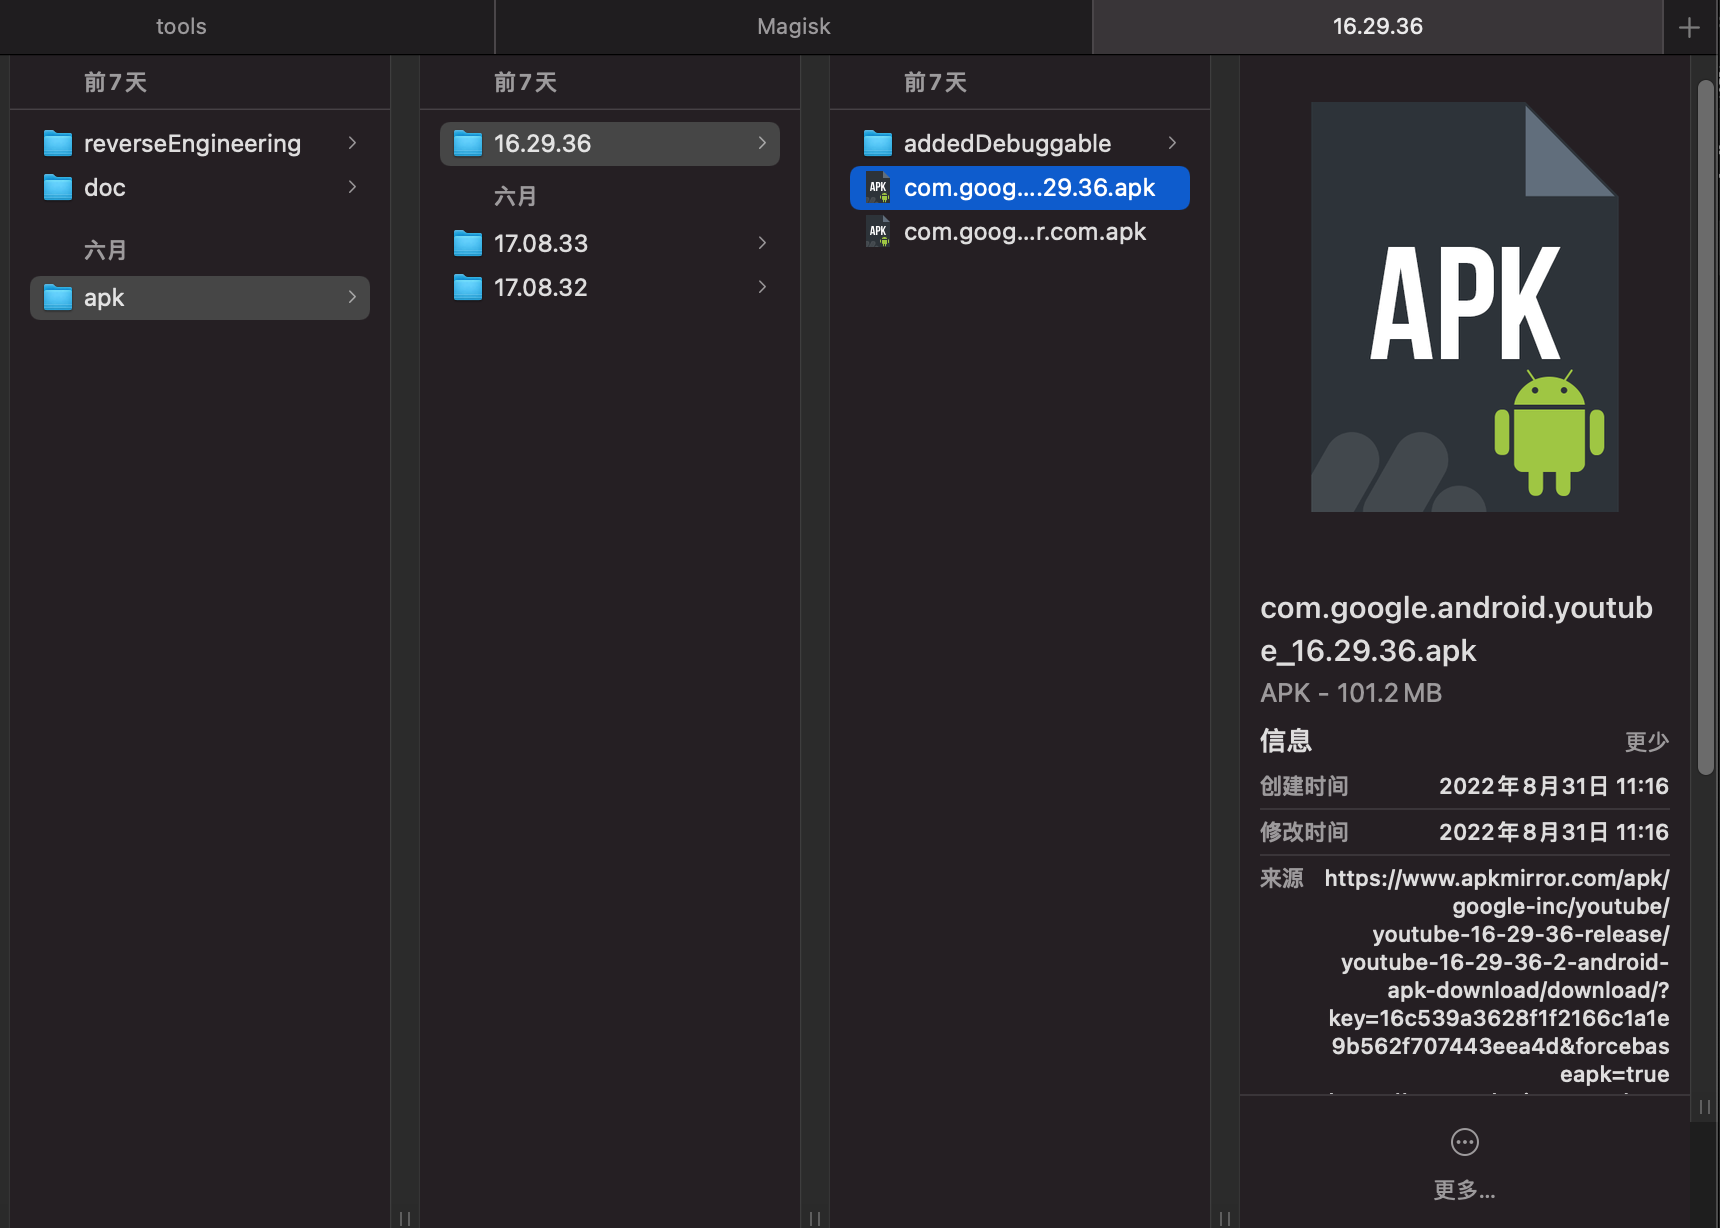 tools
Magisk
16.29.36
前7天
reverseEngineering
doc
六月
apk
前7天
16.29.36
六月
17.08.33
17.08.32
前7天
addedDebuggable
com.goog....29.36.apk
com.goog...r.com.apk
APK
com.google.android.youtub
e_16.29.36.apk
APK - 101.2 MB
信息 更少
创建时间 2022年8月31日 11:16
修改时间 2022年8月31日 11:16
来源 https://www.apkmirror.com/apk/
google-inc/youtube/
youtube-16-29-36-release/
youtube-16-29-36-2-android-
apk-download/download/?
key=16c539a3628f1f2166c1a1e
9b562f707443eea4d&forcebas
eapk=true
更多...